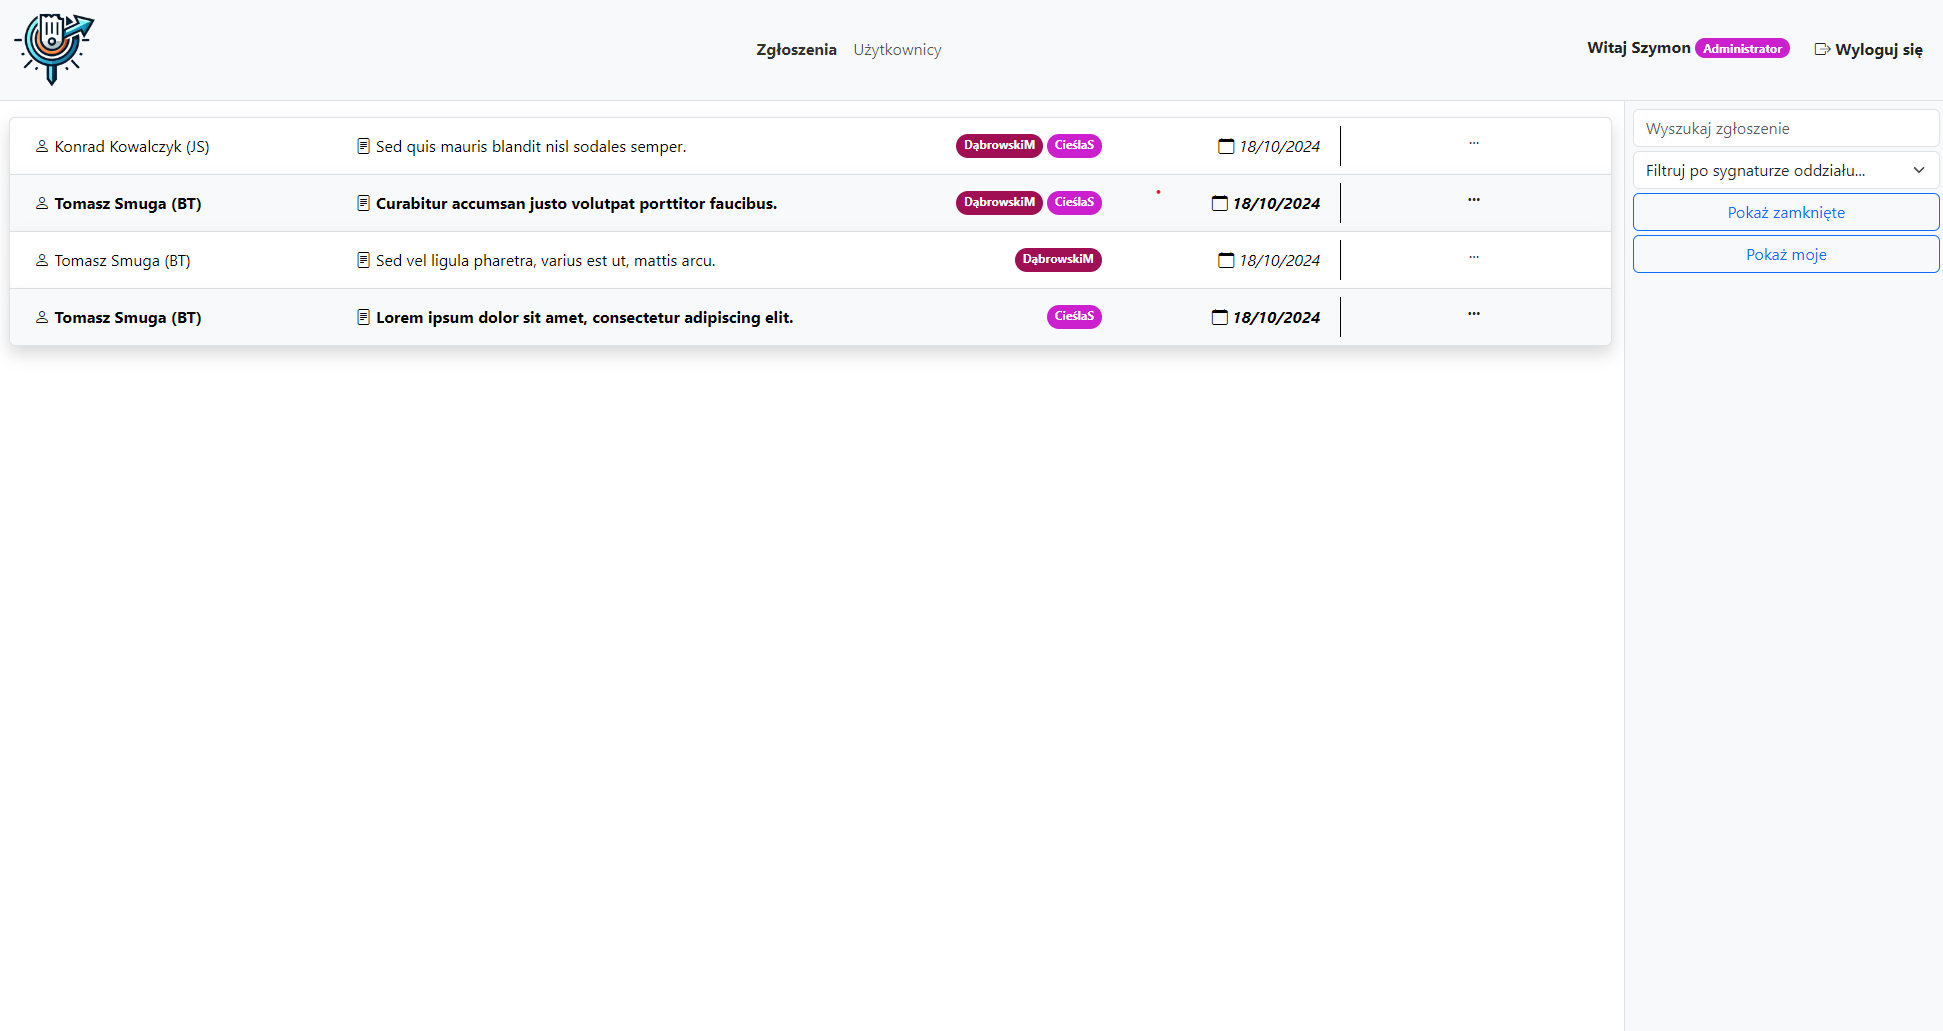 Zgłoszenia Użytkownicy Witaj Szymon Administrator Wyloguj się
Konrad Kowalczyk (JS) Sed quis mauris blandit nisl sodales semper. DąbrowskiM CieślaS 18/10/2024 ...
Tomasz Smuga (BT) Curabitur accumsan justo volutpat porttitor faucibus. DąbrowskiM CieślaS 18/10/2024 ...
Tomasz Smuga (BT) Sed vel ligula pharetra, varius est ut, mattis arcu. DąbrowskiM 18/10/2024 ...
Tomasz Smuga (BT) Lorem ipsum dolor sit amet, consectetur adipiscing elit. CieślaS 18/10/2024 ...
Wyszukaj zgłoszenie
Filtruj po sygnaturze oddziału...
Pokaż zamknięte
Pokaż moje